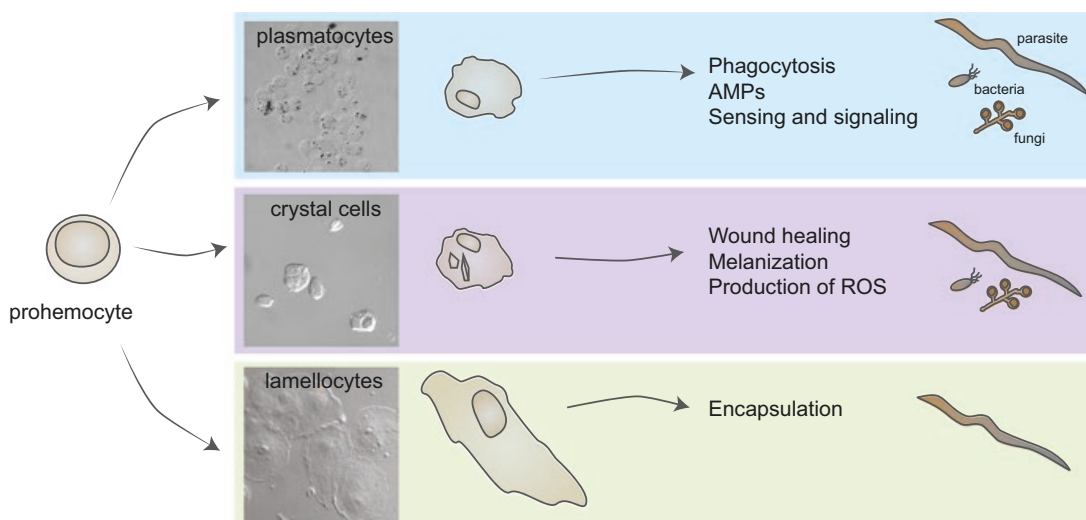 plasmatocytes
Phagocytosis
AMPs
Sensing and signaling
parasite
bacteria
fungi
prohemocyte
crystal cells
Wound healing
Melanization
Production of ROS
lamellocytes
Encapsulation